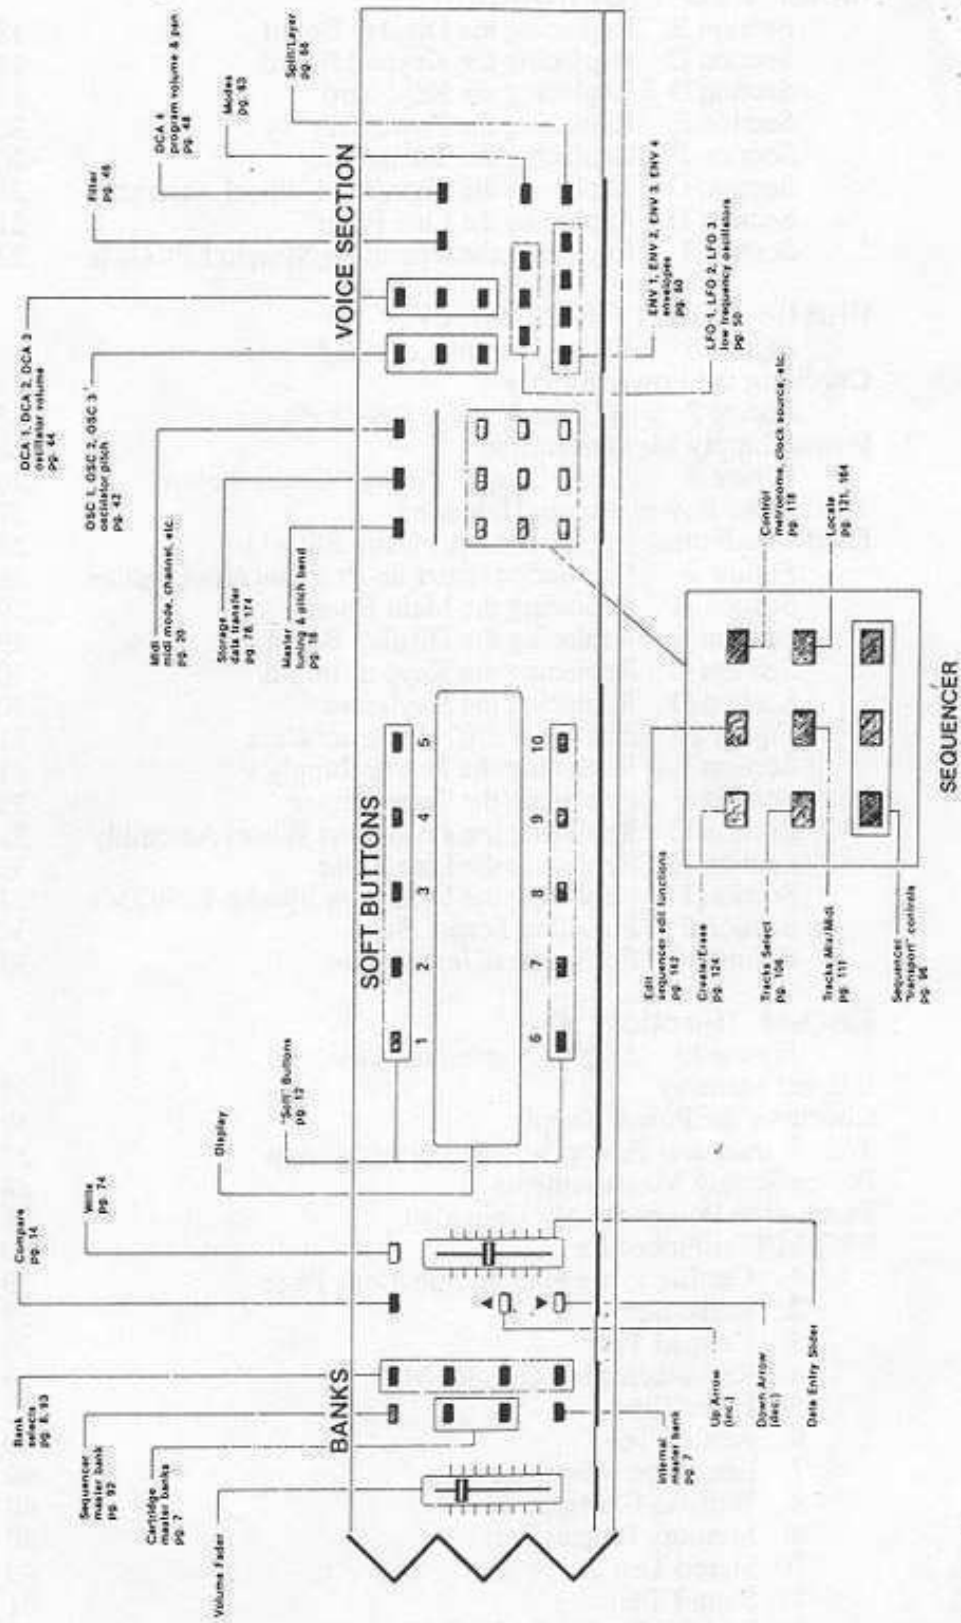 Volume Fader
Cartridge
master banks
pg. 7
Sequencer
master bank
pg. 92
Bank
selects
pg. 8, 93
Compare
pg. 14
Write
pg. 74
Display
"Soft" Buttons
pg. 12
Master
tuning & pitch bend
pg. 18
Storage
data transfer
pg. 78, 174
Midi
midi mode, channel, etc.
pg. 20
OSC 1, OSC 2, OSC 3
oscillator pitch
pg. 42
DCA 1, DCA 2, DCA 3
oscillator volume
pg. 44
Filter
pg. 46
DCA 4
program volume & pan
pg. 48
Modes
pg. 63
Split/Layer
pg. 66
BANKS
SOFT BUTTONS
VOICE SECTION
1
2
3
4
5
6
7
8
9
10
Internal
master bank
pg. 7
Up Arrow
(inc.)
Down Arrow
(dec.)
Data Entry Slider
ENV 1, ENV 2, ENV 3, ENV 4
envelopes
pg. 60
LFO 1, LFO 2, LFO 3,
low frequency oscillators
pg. 50
Edit
sequencer edit functions
pg. 142
Create/Erase
pg. 124
Tracks Select
pg. 106
Tracks Mix/Midi
pg. 111
Sequencer
"transport" controls
pg. 96
Control
metronome, clock source, etc.
pg. 118
Locate
pg. 121, 164
SEQUENCER